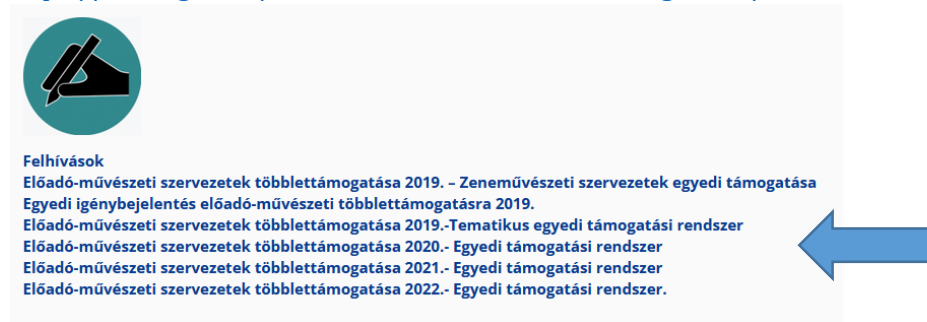 Felhívások
Előadó-művészeti szervezetek többlettámogatása 2019. – Zeneművészeti szervezetek egyedi támogatása
Egyedi igénybejelentés előadó-művészeti többlettámogatásra 2019.
Előadó-művészeti szervezetek többlettámogatása 2019.-Tematikus egyedi támogatási rendszer
Előadó-művészeti szervezetek többlettámogatása 2020.- Egyedi támogatási rendszer
Előadó-művészeti szervezetek többlettámogatása 2021.- Egyedi támogatási rendszer
Előadó-művészeti szervezetek többlettámogatása 2022.- Egyedi támogatási rendszer.